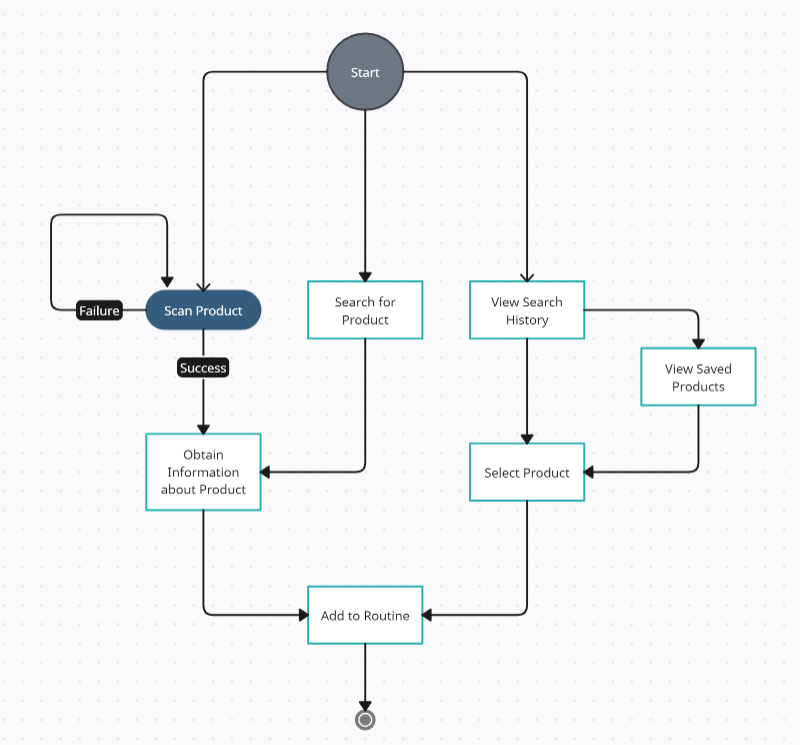 Start
Failure
Scan Product
Search for
Product
View Search
History
Success
View Saved
Products
Obtain
Information
about Product
Select Product
Add to Routine